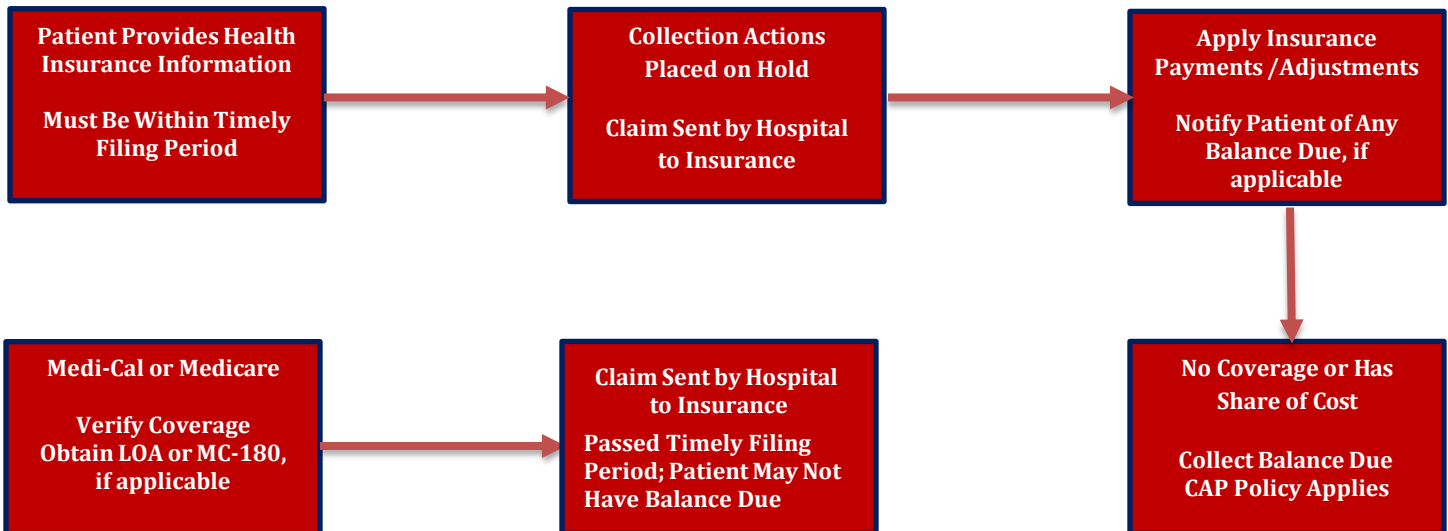 Patient Provides Health
Insurance Information
Must Be Within Timely
Filing Period
Collection Actions
Placed on Hold
Claim Sent by Hospital
to Insurance
Apply Insurance
Payments /Adjustments
Notify Patient of Any
Balance Due, if
applicable
Medi-Cal or Medicare
Verify Coverage
Obtain LOA or MC-180,
if applicable
Claim Sent by Hospital
to Insurance
Passed Timely Filing
Period; Patient May Not
Have Balance Due
No Coverage or Has
Share of Cost
Collect Balance Due
CAP Policy Applies